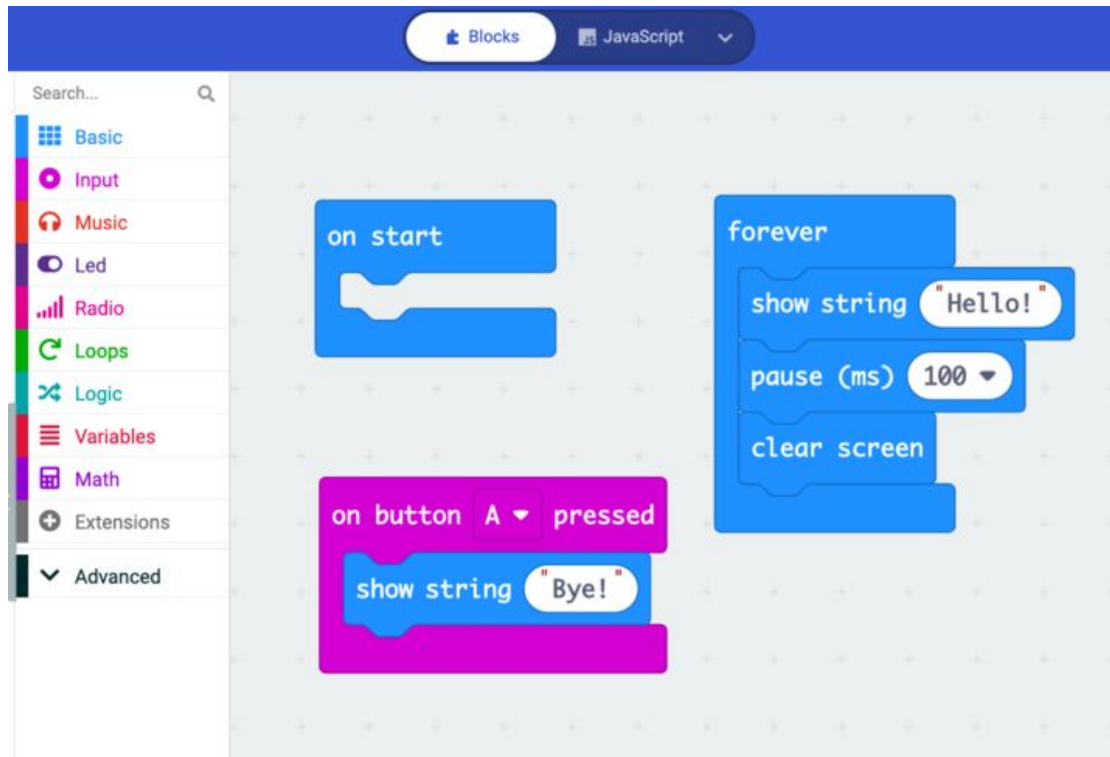 Blocks
JS JavaScript
Search...
Basic
Input
Music
Led
Radio
Loops
Logic
Variables
Math
Extensions
Advanced
on start
forever
show string "Hello!"
pause (ms) 100
clear screen
on button A pressed
show string "Bye!"